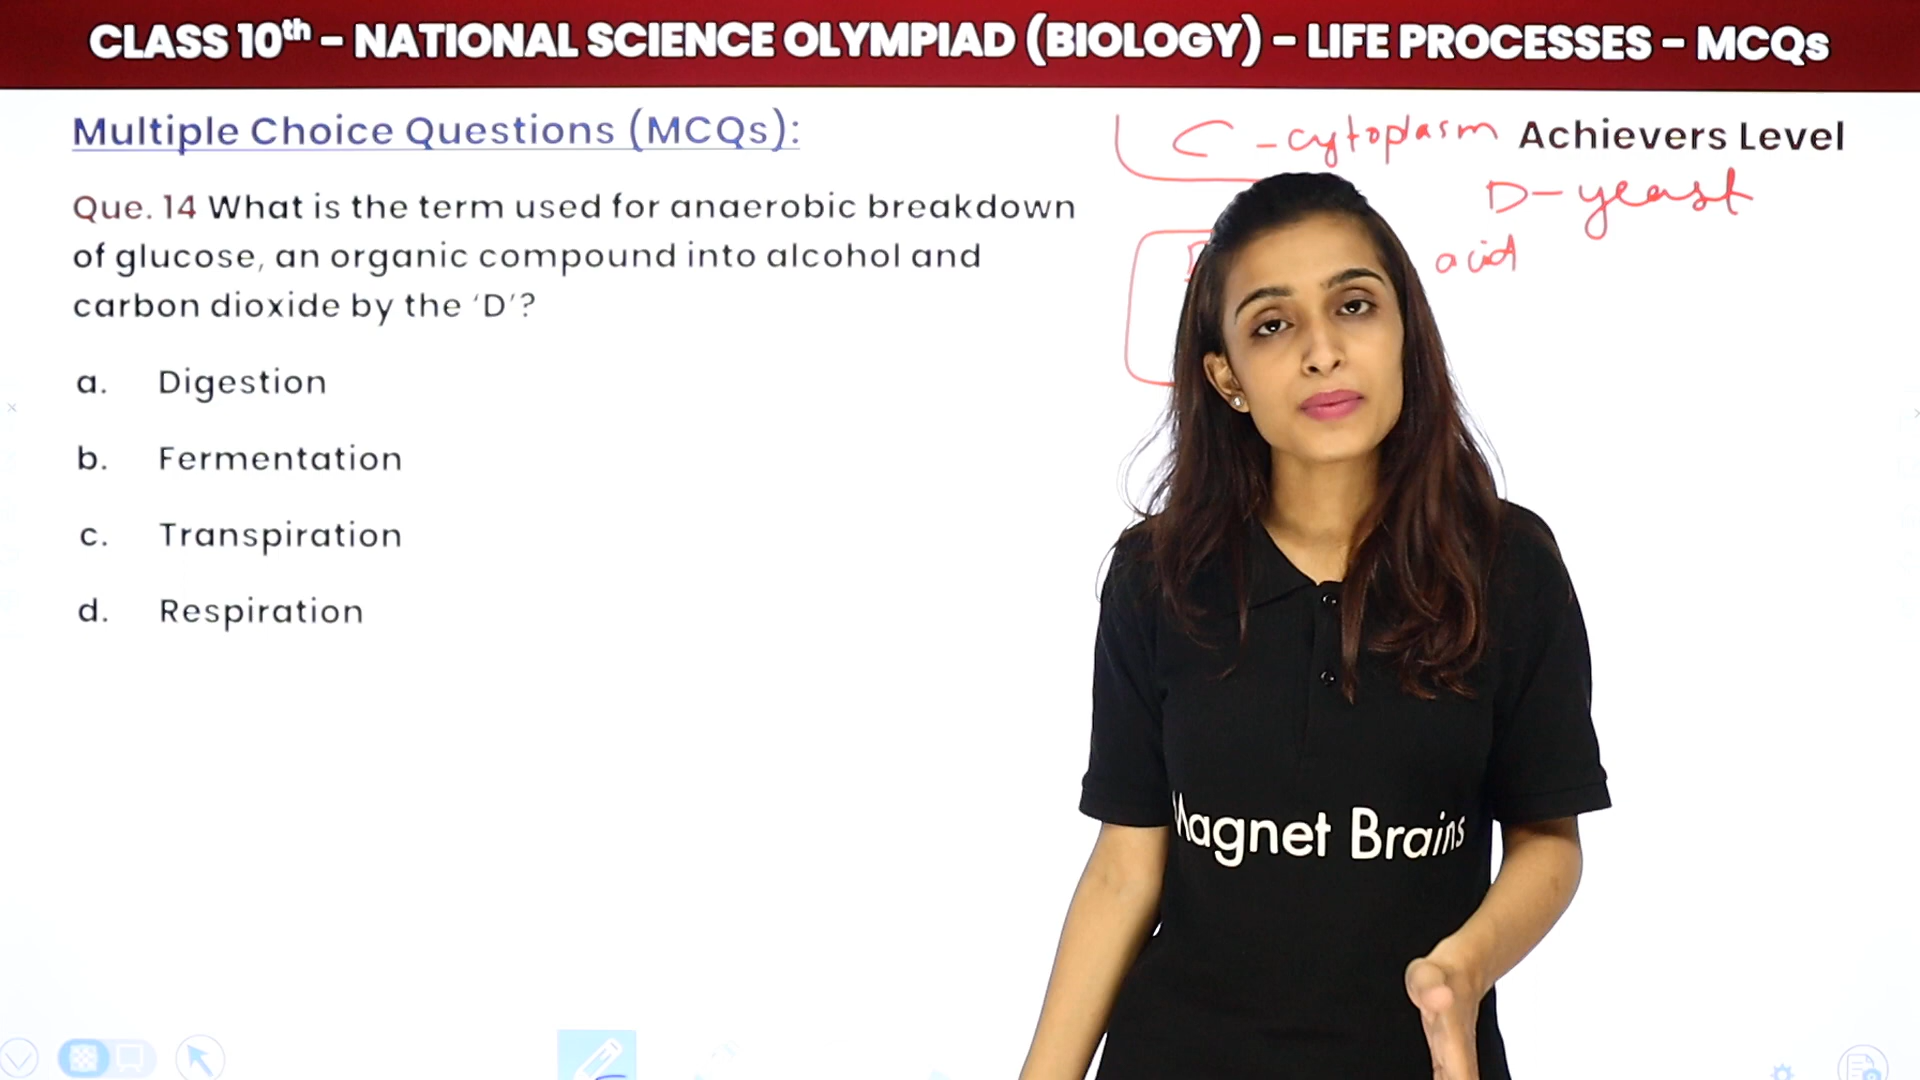 CLASS 10th - NATIONAL SCIENCE OLYMPIAD (BIOLOGY) - LIFE PROCESSES - MCQs
Multiple Choice Questions (MCQs):
C - cytoplasm
Achievers Level
D - yeast
acid
Que. 14 What is the term used for anaerobic breakdown
of glucose, an organic compound into alcohol and
carbon dioxide by the ‘D’?
a. Digestion
b. Fermentation
c. Transpiration
d. Respiration
Magnet Brains